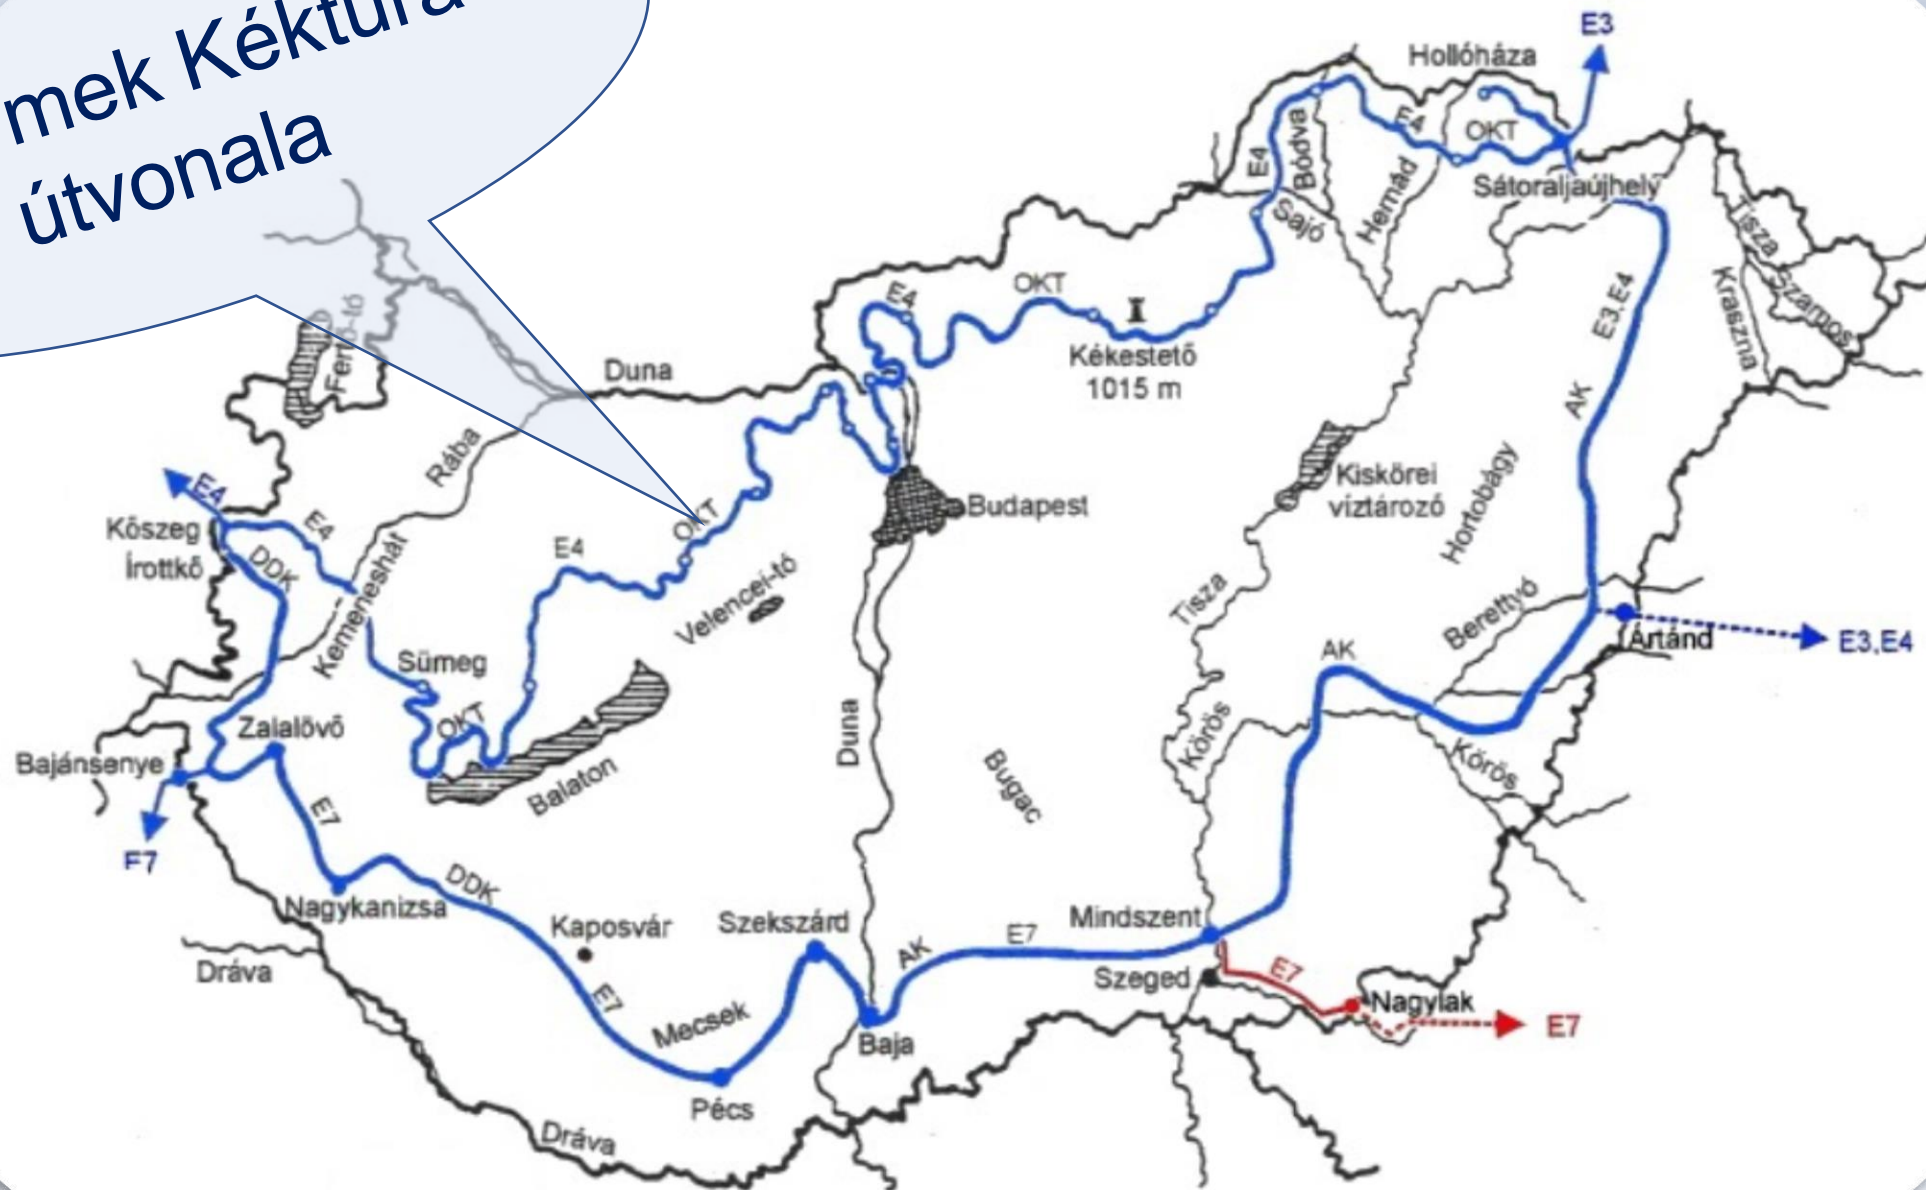 mek Kéktúra
útvonala
E3
Hollóháza
E4
OKT
E4
Bódva
Hernád
Sátoraljaújhely
Sajó
Tisza
Szamos
Kraszna
OKT
E4
E3,E4
Kékestető
1015 m
Fertő-tó
Duna
AK
Rába
Kiskörei
víztározó
Hortobágy
E4
Kőszeg
E4
Írottkő
DDK
OKT
Budapest
E4
Kemeneshát
Velencei-tó
Tisza
Berettyó
Ártánd
E3,E4
AK
Sümeg
OKT
Zalalövő
Duna
Körös
Körös
Bajánsenye
Balaton
Bugac
E7
E7
DDK
Nagykanizsa
Kaposvár
Szekszárd
Mindszent
E7
AK
Dráva
Szeged
E7
Nagylak
E7
E7
Mecsek
Baja
Pécs
Dráva